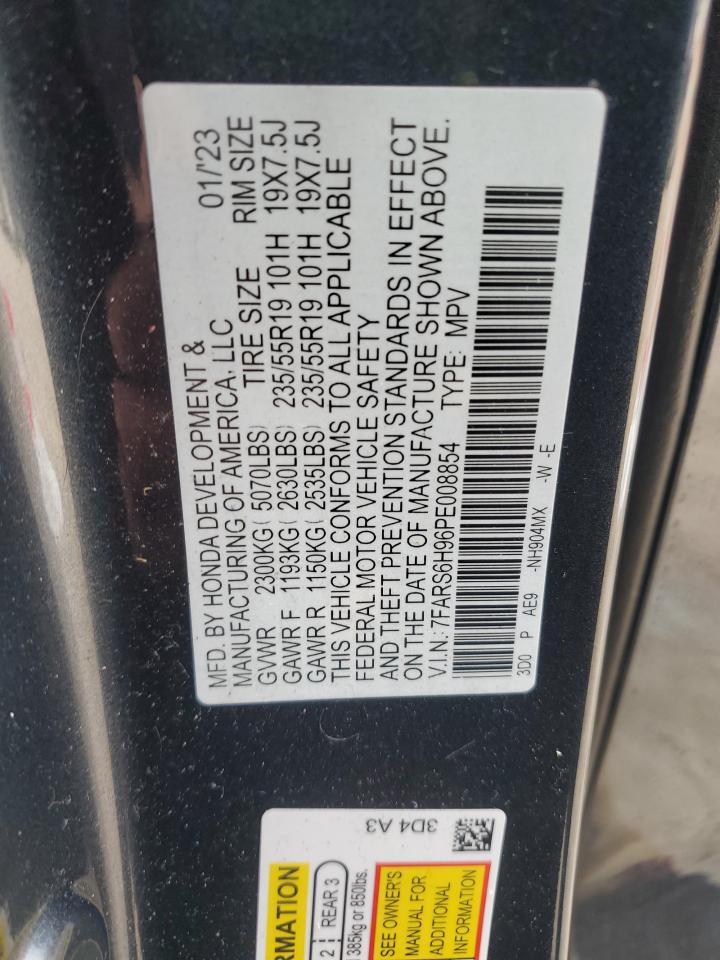 MFD. BY HONDA DEVELOPMENT &
MANUFACTURING OF AMERICA, LLC 01/'23
TIRE SIZE RIM SIZE
GVWR 2300KG( 5070LBS)
GAWR F 1193KG( 2630LBS) 235/55R19 101H 19X7.5J
GAWR R 1150KG( 2535LBS) 235/55R19 101H 19X7.5J
THIS VEHICLE CONFORMS TO ALL APPLICABLE
FEDERAL MOTOR VEHICLE SAFETY
AND THEFT PREVENTION STANDARDS IN EFFECT
ON THE DATE OF MANUFACTURE SHOWN ABOVE.
V.I.N.: 7FARS6H96PE008854 TYPE: MPV
3D0 P AE9 -NH904MX -W -E
3D4 A3
RMATION
2 REAR 3
385kg or 850lbs.
SEE OWNER'S
MANUAL FOR
ADDITIONAL
INFORMATION